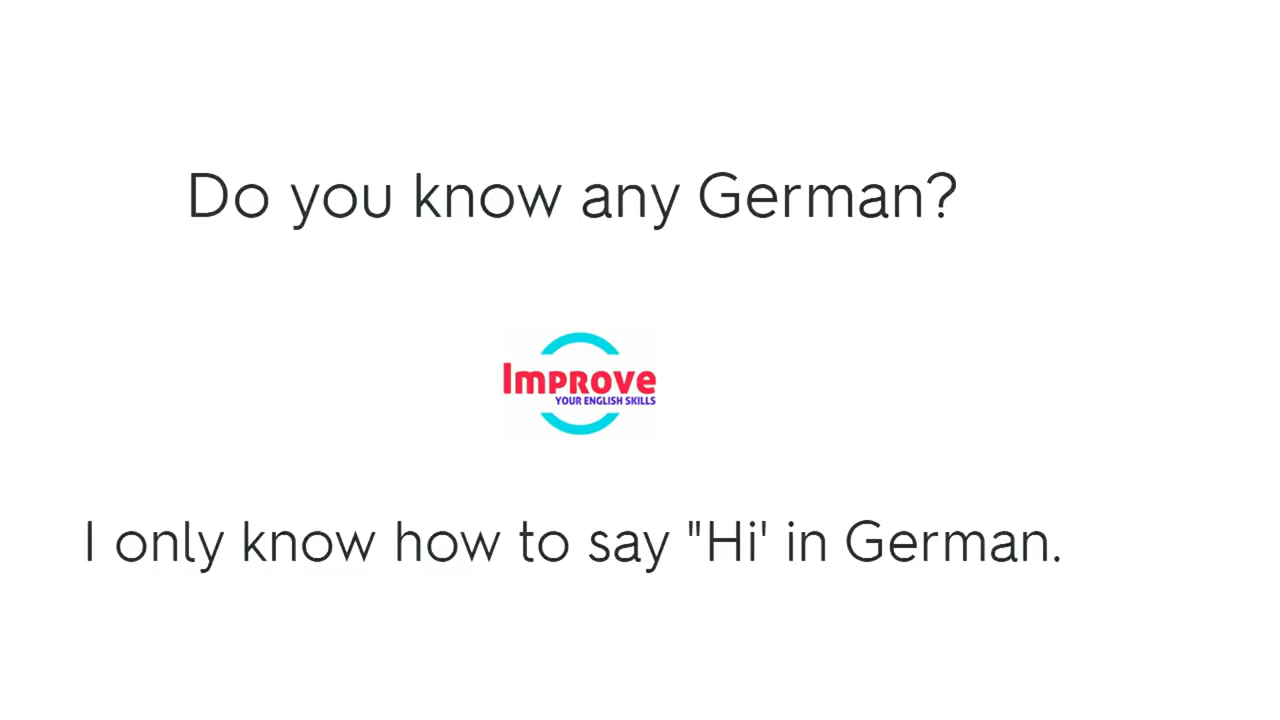 Do you know any German?
Improve
YOUR ENGLISH SKILLS
I only know how to say "Hi' in German.